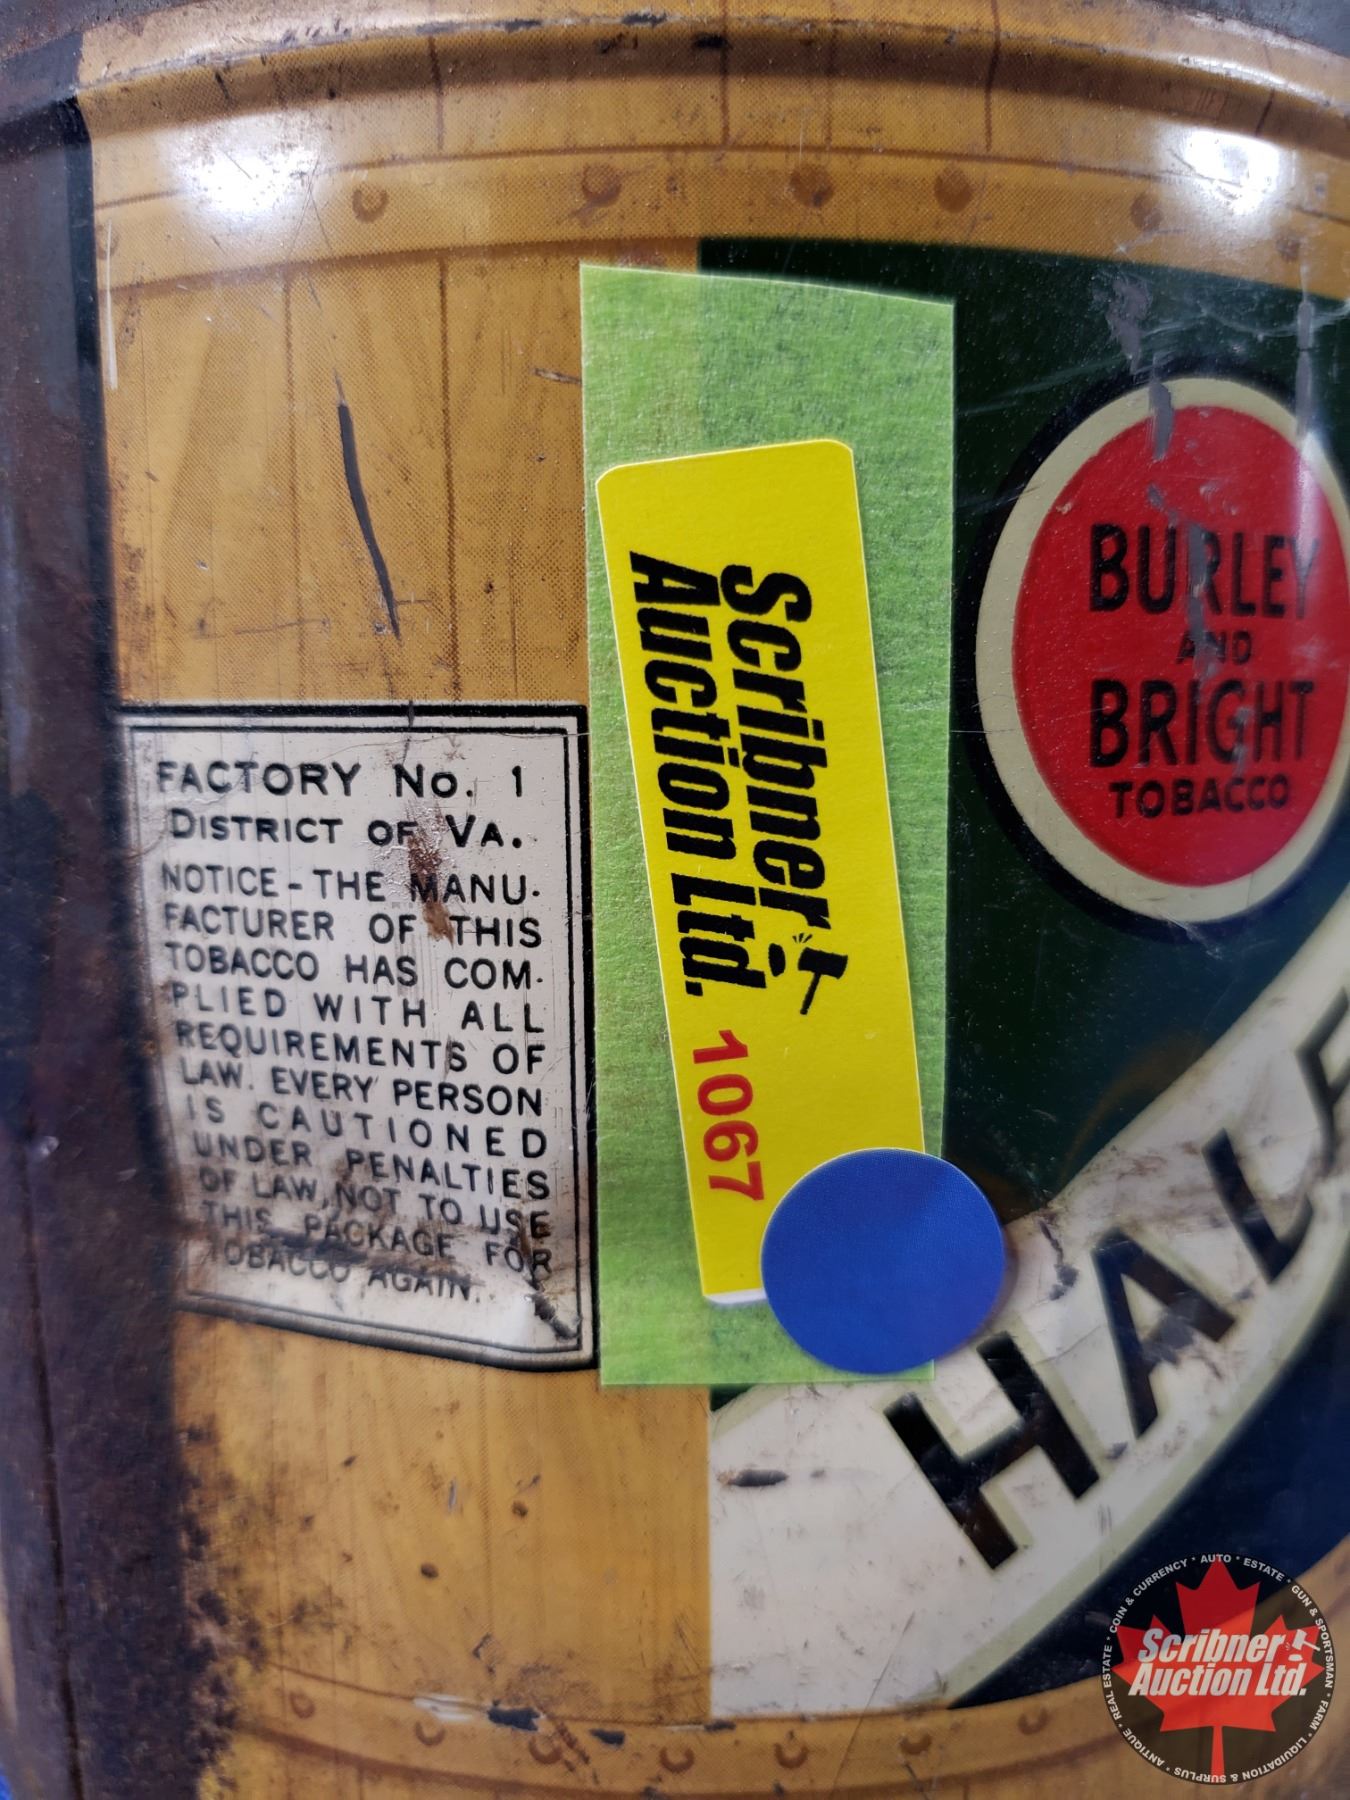 FACTORY No. 1
DISTRICT OF VA.
NOTICE - THE MANU-
FACTURER OF THIS
TOBACCO HAS COM-
PLIED WITH ALL
REQUIREMENTS OF
LAW. EVERY PERSON
IS CAUTIONED
UNDER PENALTIES
OF LAW, NOT TO USE
THIS PACKAGE FOR
TOBACCO AGAIN.
Scribner
Auction Ltd.
1067
BURLEY
AND
BRIGHT
TOBACCO
HALF
COIN & CURRENCY * AUTO * ESTATE * GUN & SPORTSMAN * FARM * LIQUIDATION & SURPLUS * ANTIQUE * REAL ESTATE *
Scribner
Auction Ltd.